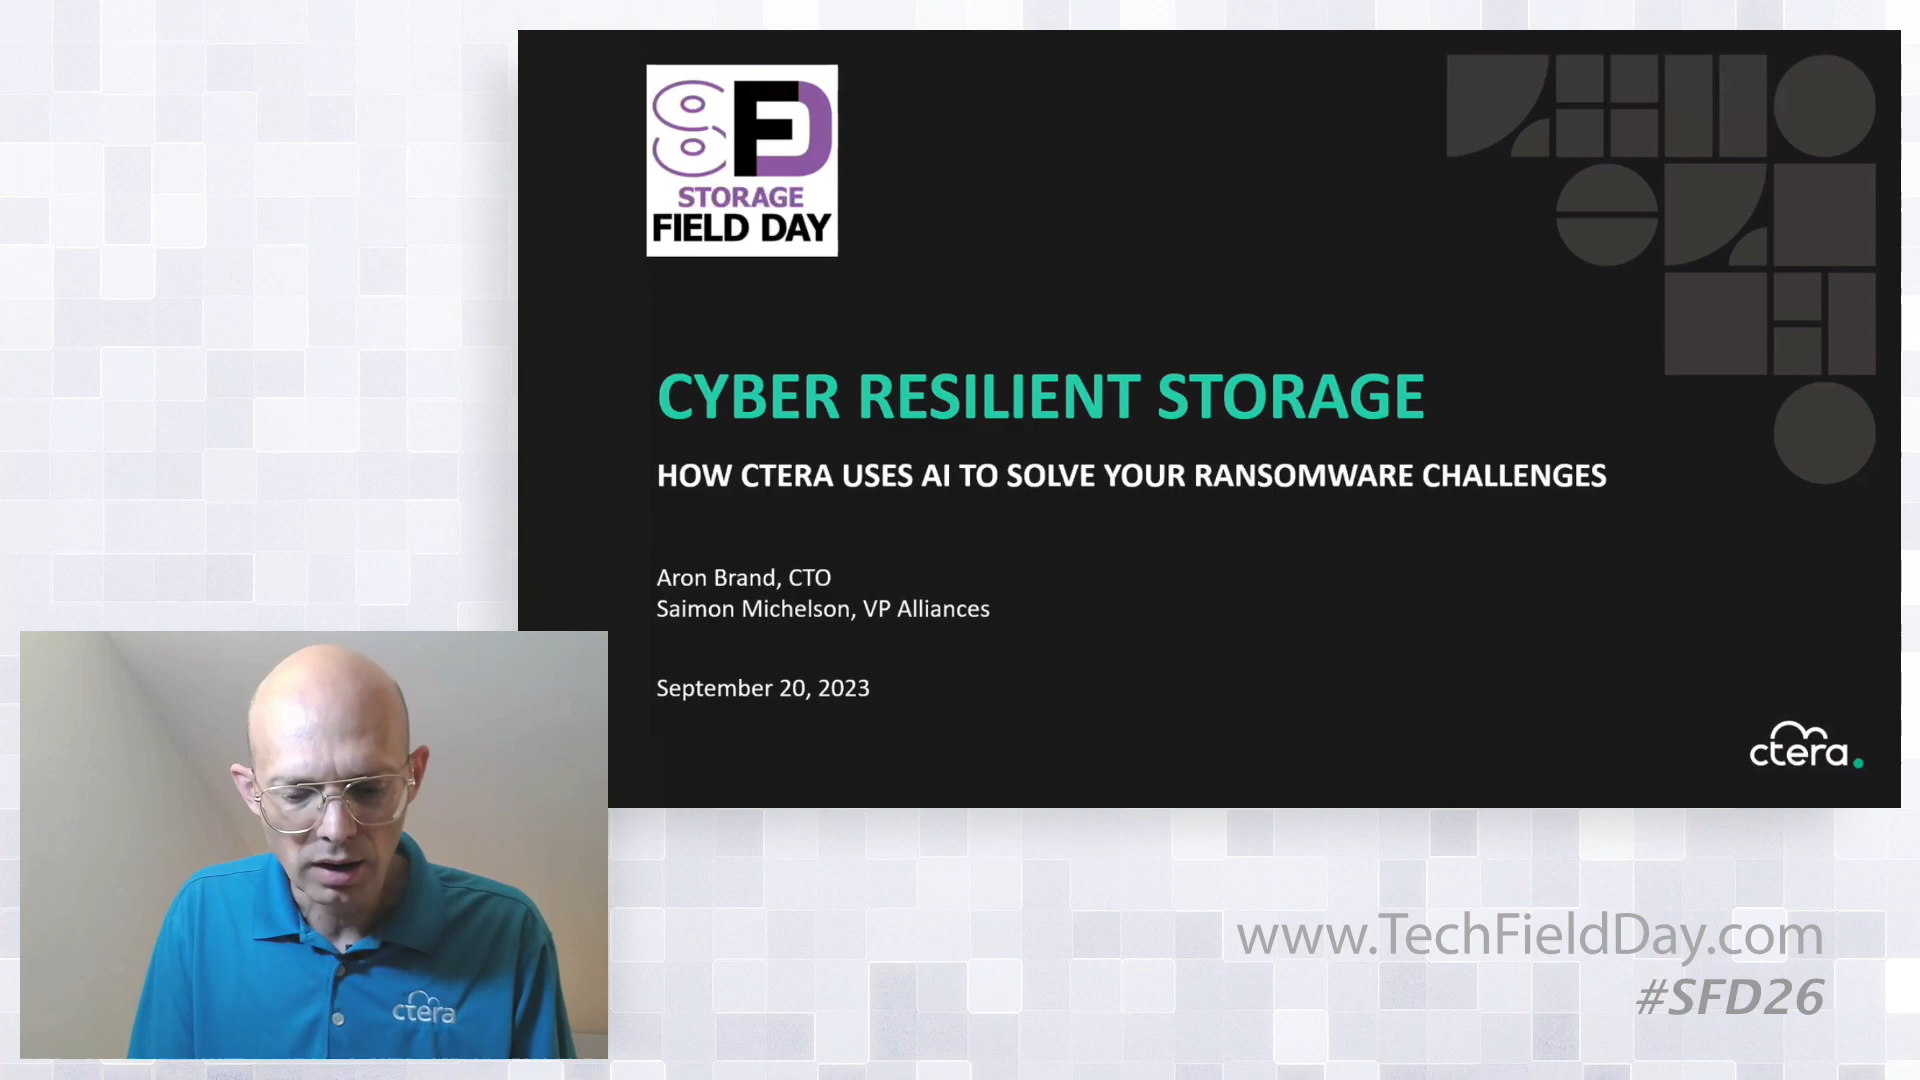 SFD
STORAGE
FIELD DAY
CYBER RESILIENT STORAGE
HOW CTERA USES AI TO SOLVE YOUR RANSOMWARE CHALLENGES
Aron Brand, CTO
Saimon Michelson, VP Alliances
September 20, 2023
ctera
ctera
www.TechFieldDay.com
#SFD26